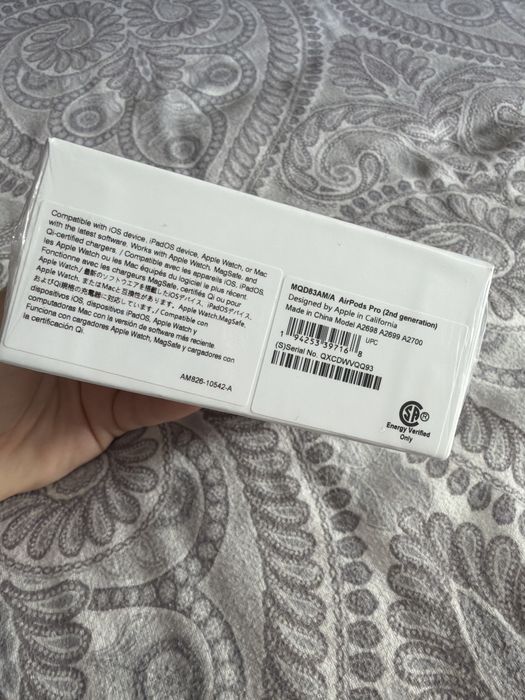 Compatible with iOS device, iPadOS device, Apple Watch, or Mac
with the latest software. Works with Apple Watch, MagSafe, and
Qi-certified chargers. / Compatible avec les appareils iOS, iPadOS,
les Apple Watch ou les Mac équipés du logiciel le plus récent.
Fonctionne avec les chargeurs MagSafe, certifiés Qi ou pour
Apple Watch / 最新のソフトウェアを搭載したiOSデバイス、iPadOSデバイス、
Apple Watch、またはMacと互換性があります。Apple Watch,MagSafe,
およびQi規格の充電器に対応しています。/ Compatible con
dispositivos iOS, dispositivos iPadOS, Apple Watch y
computadoras Mac con la versión de software más reciente
Funciona con cargadores Apple Watch, MagSafe y cargadores con
la certificación Qi.
AM826-10542-A
MQD83AM/A AirPods Pro (2nd generation)
Designed by Apple in California
Made in China Model A2698 A2699 A2700
1 94253 39716 8
UPC
(S)Serial No. QXCDWVQQ93
SA ®
Energy Verified
Only